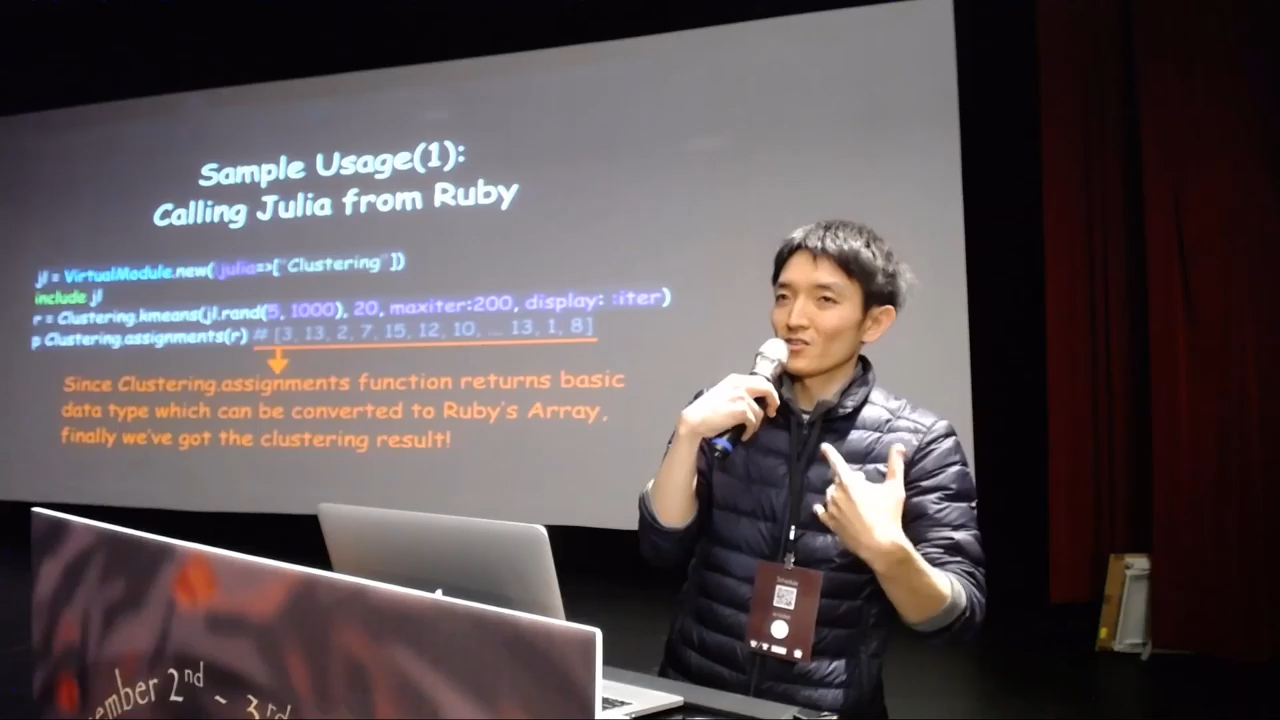 Sample Usage(1):
Calling Julia from Ruby
jl = VirtualModule.new(:julia=>["Clustering"])
include jl
r = Clustering.kmeans(jl.rand(5, 1000), 20, maxiter:200, display: :iter)
p Clustering.assignments(r) # [3, 13, 2, 7, 15, 12, 10, ... 13, 1, 8]
Since Clustering.assignments function returns basic
data type which can be converted to Ruby's Array,
finally we've got the clustering result!
Schedule
ember 2nd ~ 3rd